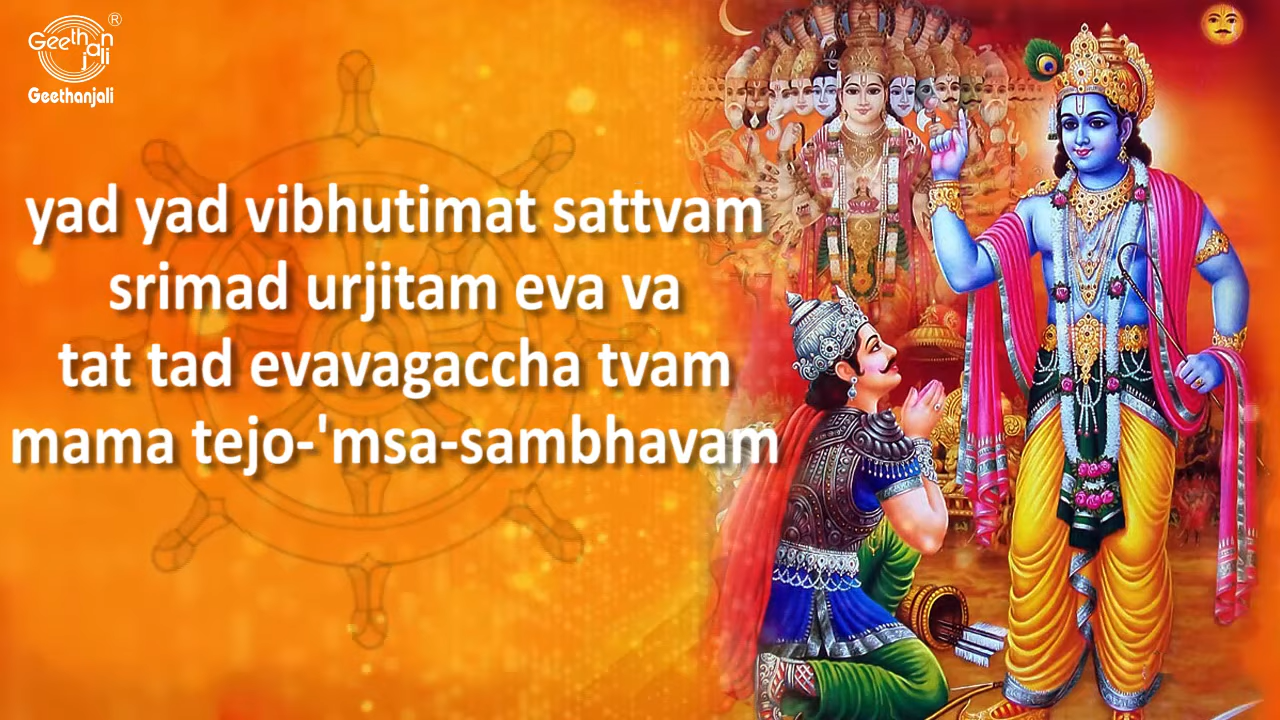 Geethanjali ®
Geethanjali
yad yad vibhutimat sattvam
srimad urjitam eva va
tat tad evavagaccha tvam
mama tejo-'msa-sambhavam